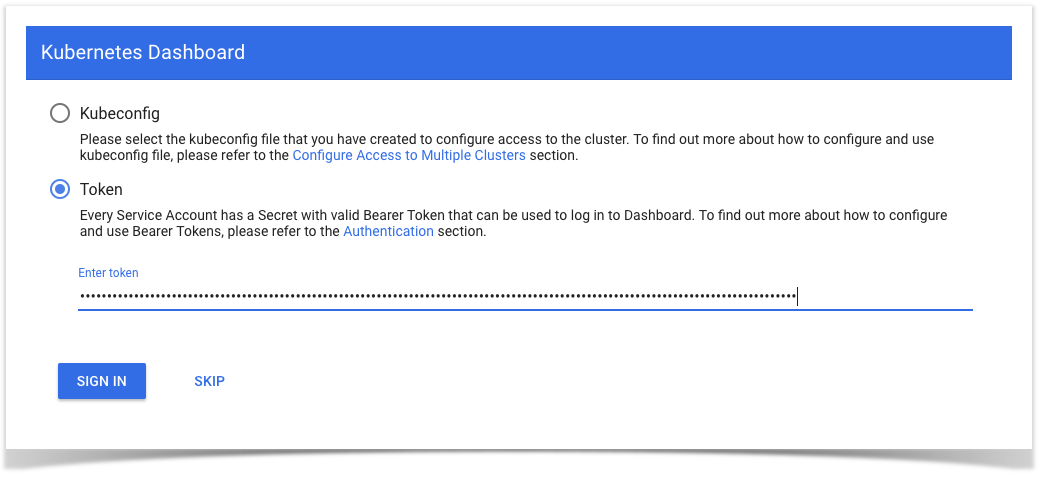 Kubernetes Dashboard
Kubeconfig
Please select the kubeconfig file that you have created to configure access to the cluster. To find out more about how to configure and use
kubeconfig file, please refer to the Configure Access to Multiple Clusters section.
Token
Every Service Account has a Secret with valid Bearer Token that can be used to log in to Dashboard. To find out more about how to configure
and use Bearer Tokens, please refer to the Authentication section.
Enter token
SIGN IN SKIP